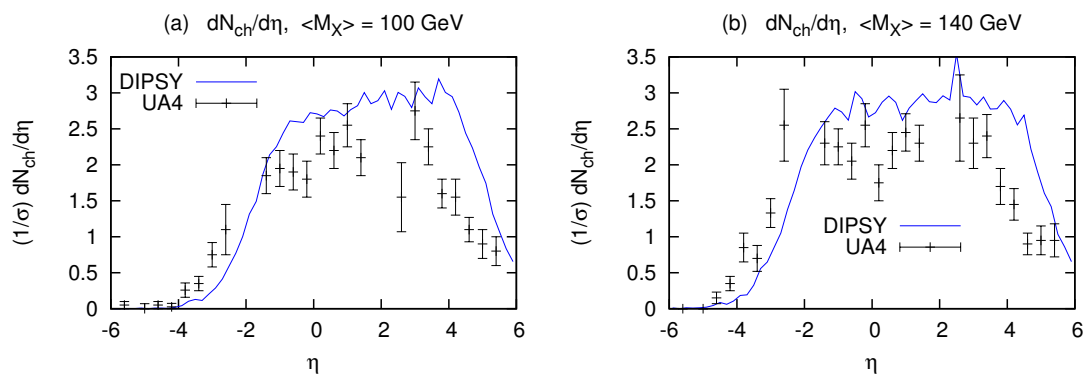 (a) dN_ch/dη, <M_X> = 100 GeV
3.5
3
2.5
2
1.5
1
0.5
0
(1/σ) dN_ch/dη
DIPSY
UA4
-6 -4 -2 0 2 4 6
η
(b) dN_ch/dη, <M_X> = 140 GeV
3.5
3
2.5
2
1.5
1
0.5
0
(1/σ) dN_ch/dη
DIPSY
UA4
-6 -4 -2 0 2 4 6
η